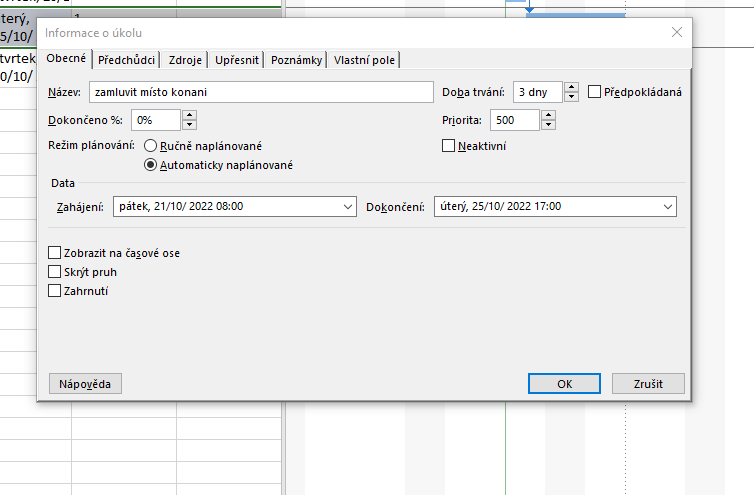 úterý,
1
5/10/
tvrtek
0/10/
Informace o úkolu
Obecné Předchůdci Zdroje Upřesnit Poznámky Vlastní pole
Název: zamluvit místo konani Doba trvání: 3 dny Předpokládaná
Dokončeno %: 0% Priorita: 500
Režim plánování: Ručně naplánované Neaktivní
Automaticky naplánované
Data
Zahájení: pátek, 21/10/ 2022 08:00 Dokončení: úterý, 25/10/ 2022 17:00
Zobrazit na časové ose
Skrýt pruh
Zahrnutí
Nápověda OK Zrušit